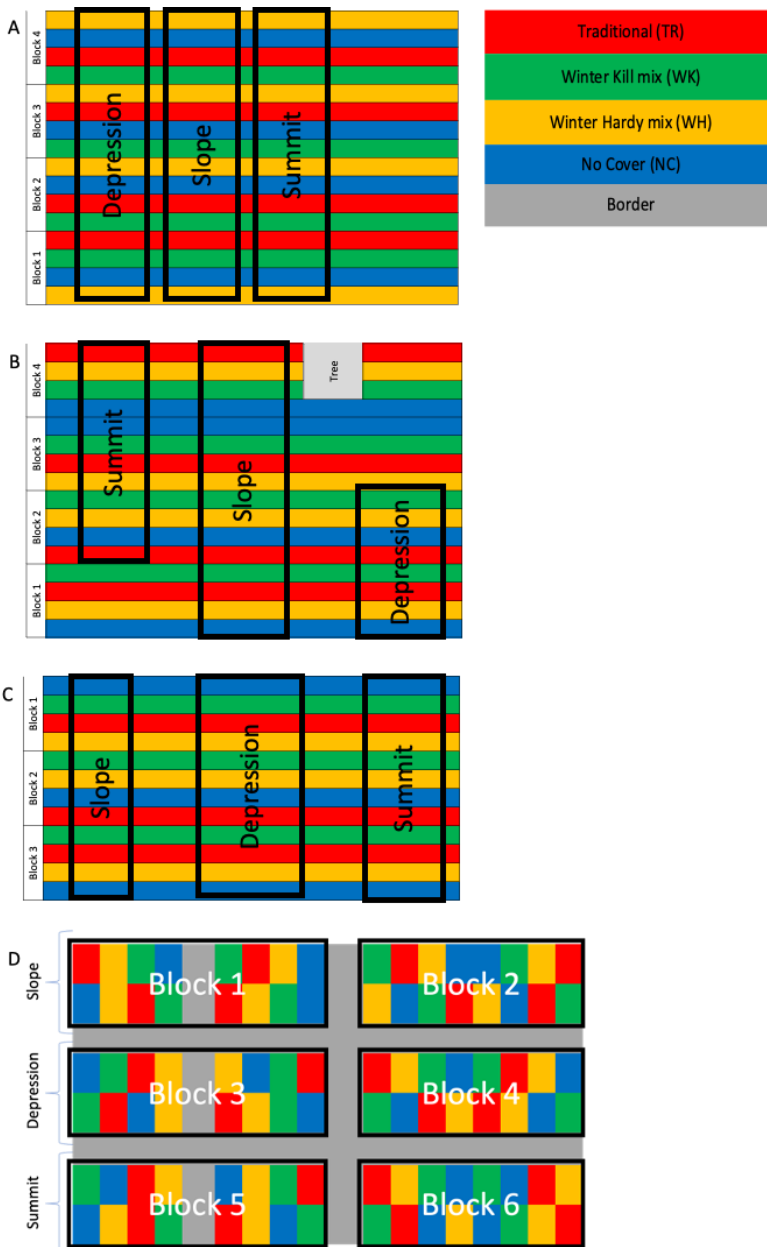 A
Block 4
Block 3
Block 2
Block 1
Depression
Slope
Summit
Traditional (TR)
Winter Kill mix (WK)
Winter Hardy mix (WH)
No Cover (NC)
Border
B
Block 4
Block 3
Block 2
Block 1
Summit
Slope
Tree
Depression
C
Block 1
Block 2
Block 3
Slope
Depression
Summit
D
Slope
Block 1
Block 2
Depression
Block 3
Block 4
Summit
Block 5
Block 6